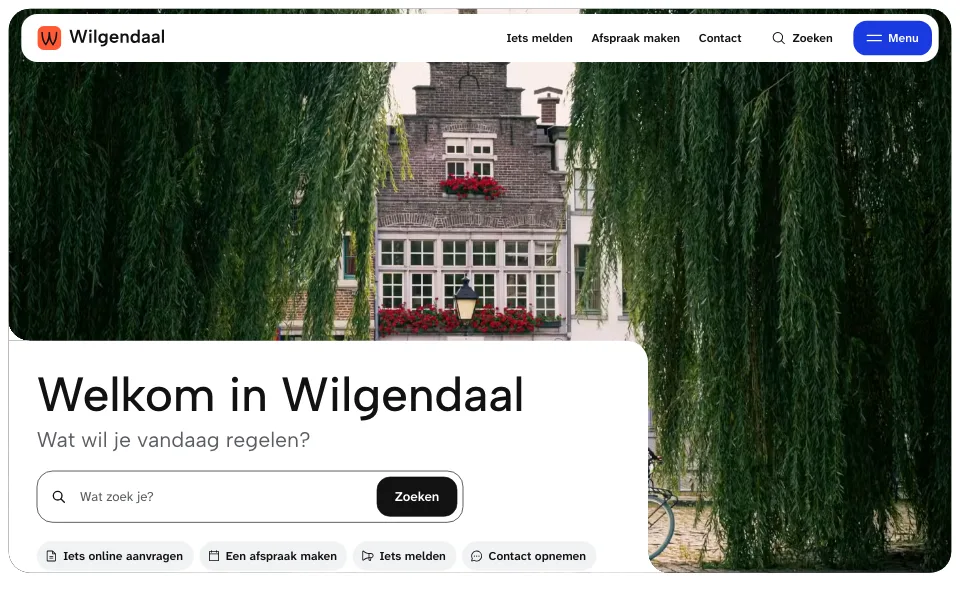 Wilgendaal
Iets melden
Afspraak maken
Contact
Zoeken
Menu
Welkom in Wilgendaal
Wat wil je vandaag regelen?
Wat zoek je?
Zoeken
Iets online aanvragen
Een afspraak maken
Iets melden
Contact opnemen